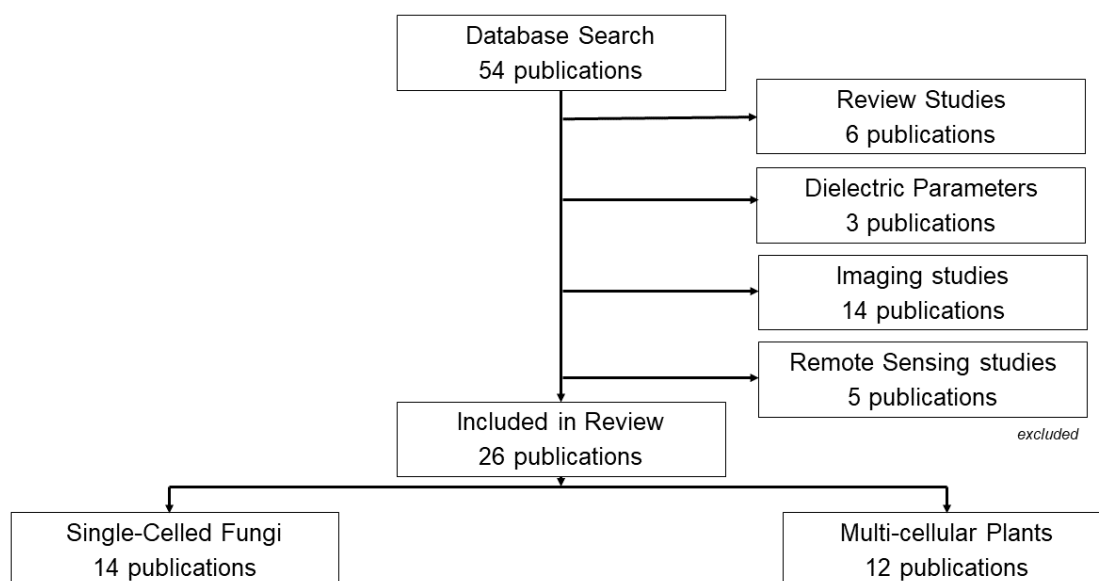 Database Search
54 publications
Review Studies
6 publications
Dielectric Parameters
3 publications
Imaging studies
14 publications
Remote Sensing studies
5 publications
excluded
Included in Review
26 publications
Single-Celled Fungi
14 publications
Multi-cellular Plants
12 publications